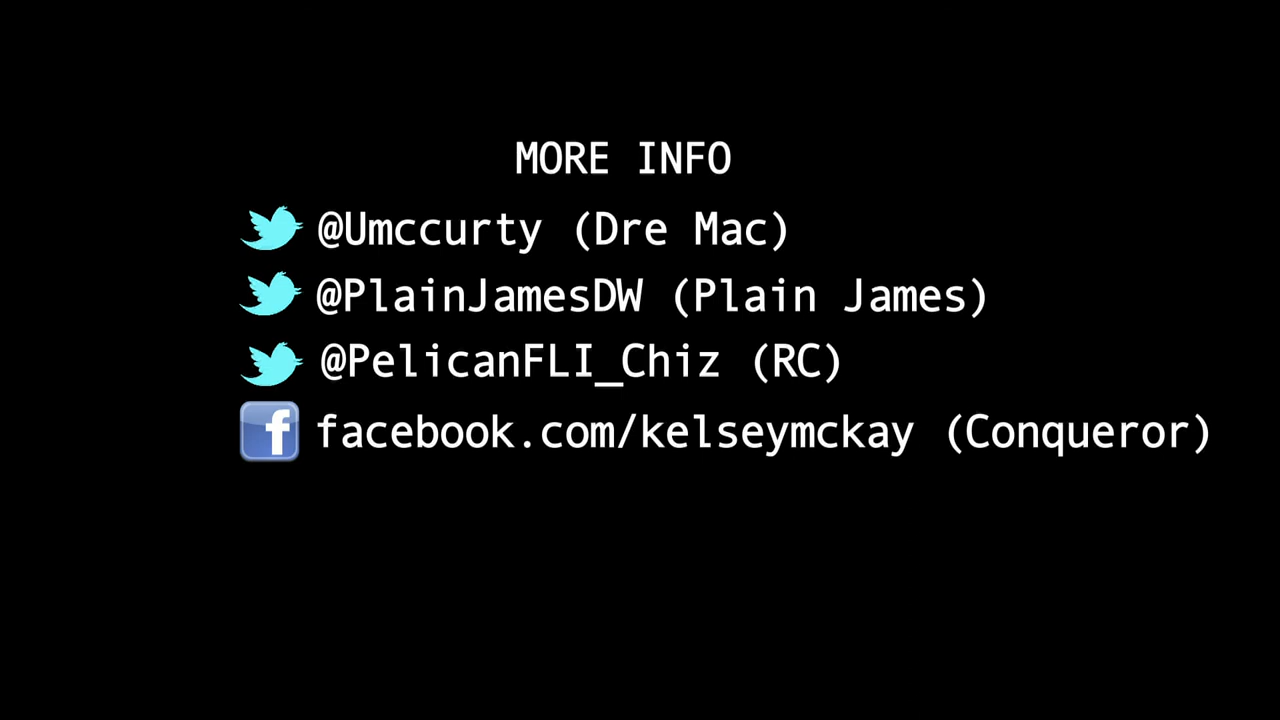 MORE INFO
@Umccurty (Dre Mac)
@PlainJamesDW (Plain James)
@PelicanFLI_Chiz (RC)
facebook.com/kelseymckay (Conqueror)